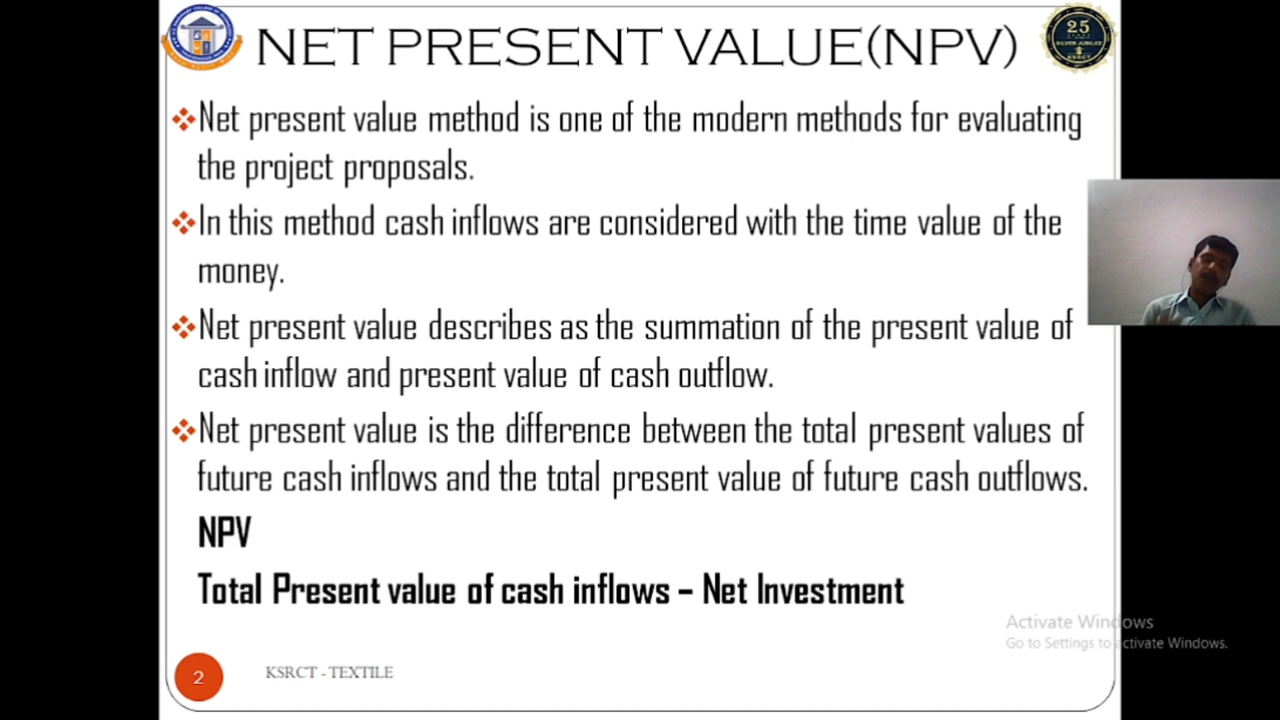 NET PRESENT VALUE(NPV)
25
SILVER JUBILEE
KSRCT
Net present value method is one of the modern methods for evaluating
the project proposals.
In this method cash inflows are considered with the time value of the
money.
Net present value describes as the summation of the present value of
cash inflow and present value of cash outflow.
Net present value is the difference between the total present values of
future cash inflows and the total present value of future cash outflows.
NPV
Total Present value of cash inflows – Net Investment
Activate Windows
Go to Settings to activate Windows.
2
KSRCT - TEXTILE